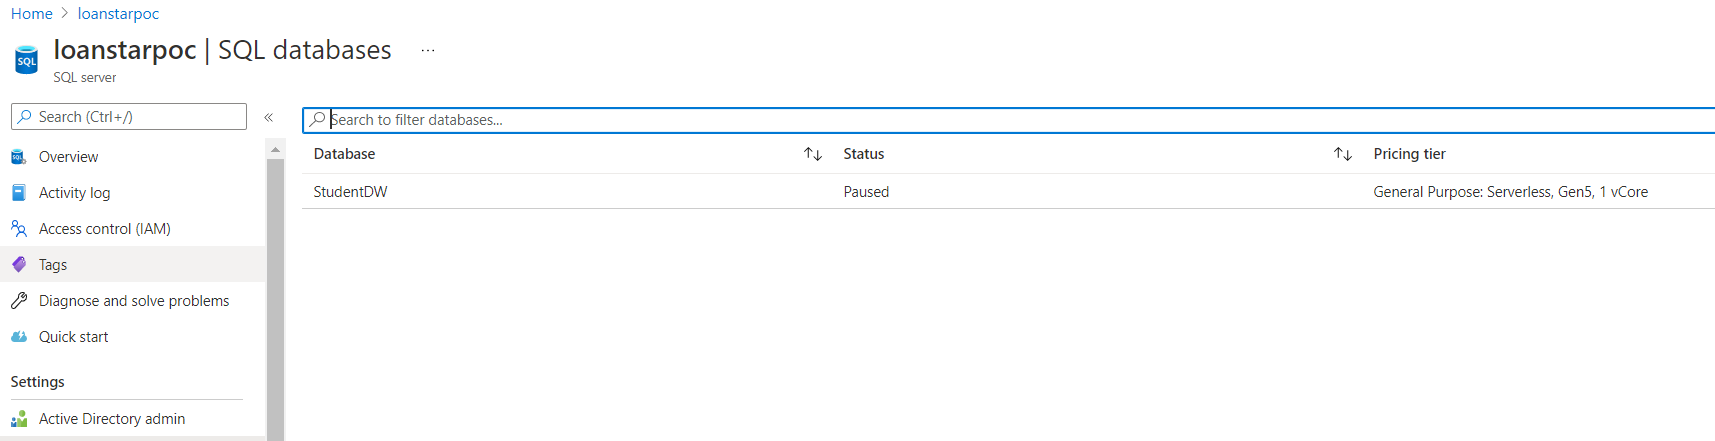 Home > loanstarpoc
loanstarpoc | SQL databases ...
SQL server
Search (Ctrl+/)
«
Overview
Activity log
Access control (IAM)
Tags
Diagnose and solve problems
Quick start
Settings
Active Directory admin
Search to filter databases...
Database ↑↓ Status ↑↓ Pricing tier
StudentDW Paused General Purpose: Serverless, Gen5, 1 vCore